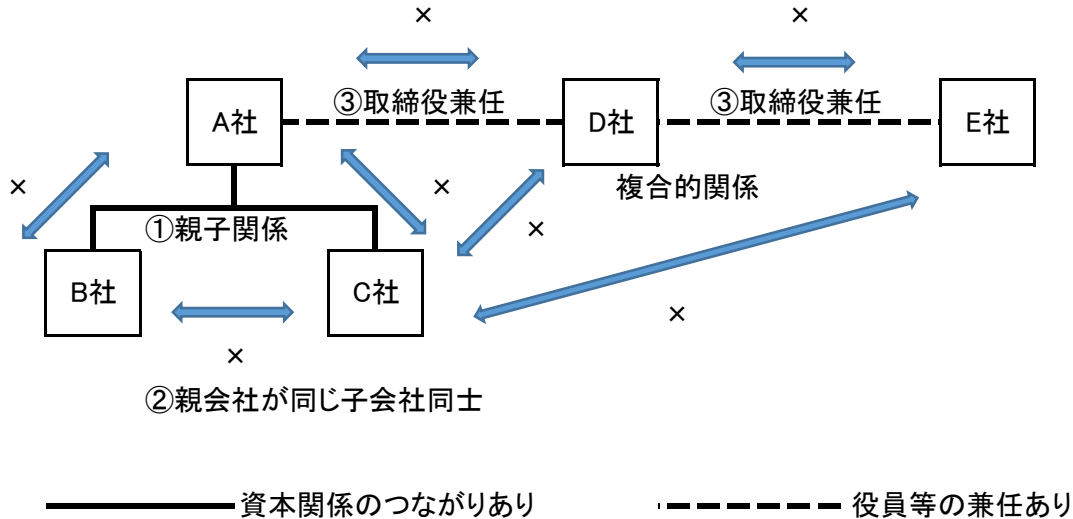 ×
×
③取締役兼任
③取締役兼任
A社
D社
E社
×
×
複合的関係
×
①親子関係
B社
C社
×
×
②親会社が同じ子会社同士
資本関係のつながりあり
役員等の兼任あり